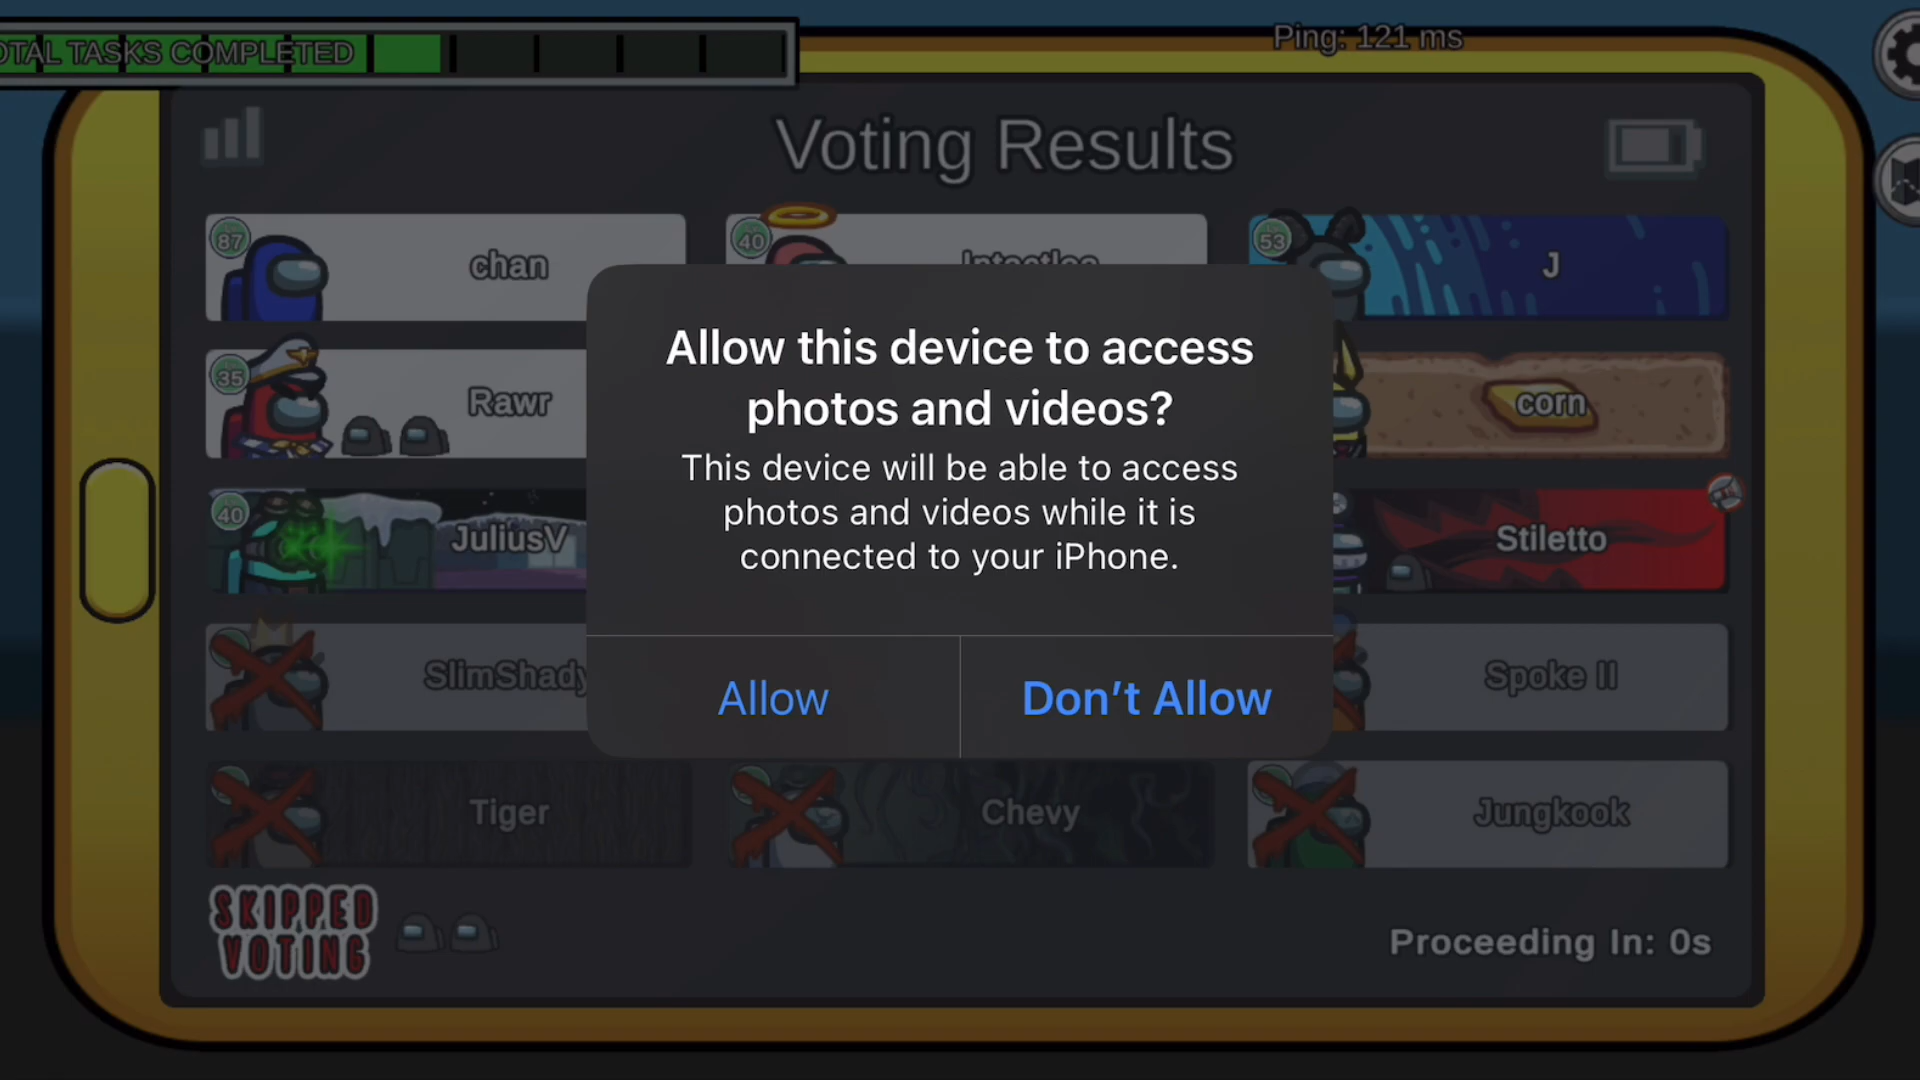 OTAL TASKS COMPLETED
Ping: 121 ms
Voting Results
87
chan
40
53
J
Allow this device to access
photos and videos?
This device will be able to access
photos and videos while it is
connected to your iPhone.
Allow
Don’t Allow
35
Rawr
corn
40
JuliusV
Stiletto
SlimShady
Spoke II
Tiger
Chevy
Jungkook
SKIPPED
VOTING
Proceeding In: 0s